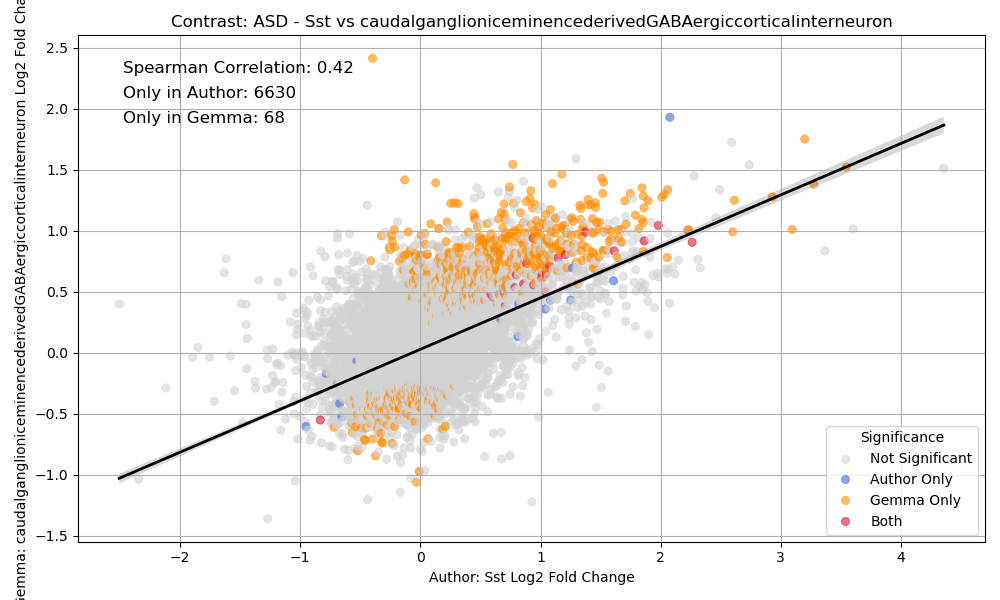 Contrast: ASD - Sst vs caudalganglioniceminencederivedGABAergiccorticalinterneuron
Spearman Correlation: 0.42
Only in Author: 6630
Only in Gemma: 68
2.5
2.0
1.5
1.0
0.5
0.0
−0.5
−1.0
−1.5
caudalganglioniceminencederivedGABAergiccorticalinterneuron Log2 Fold
Significance
Not Significant
Author Only
Gemma Only
Both
−2
−1
0
1
2
3
4
Author: Sst Log2 Fold Change